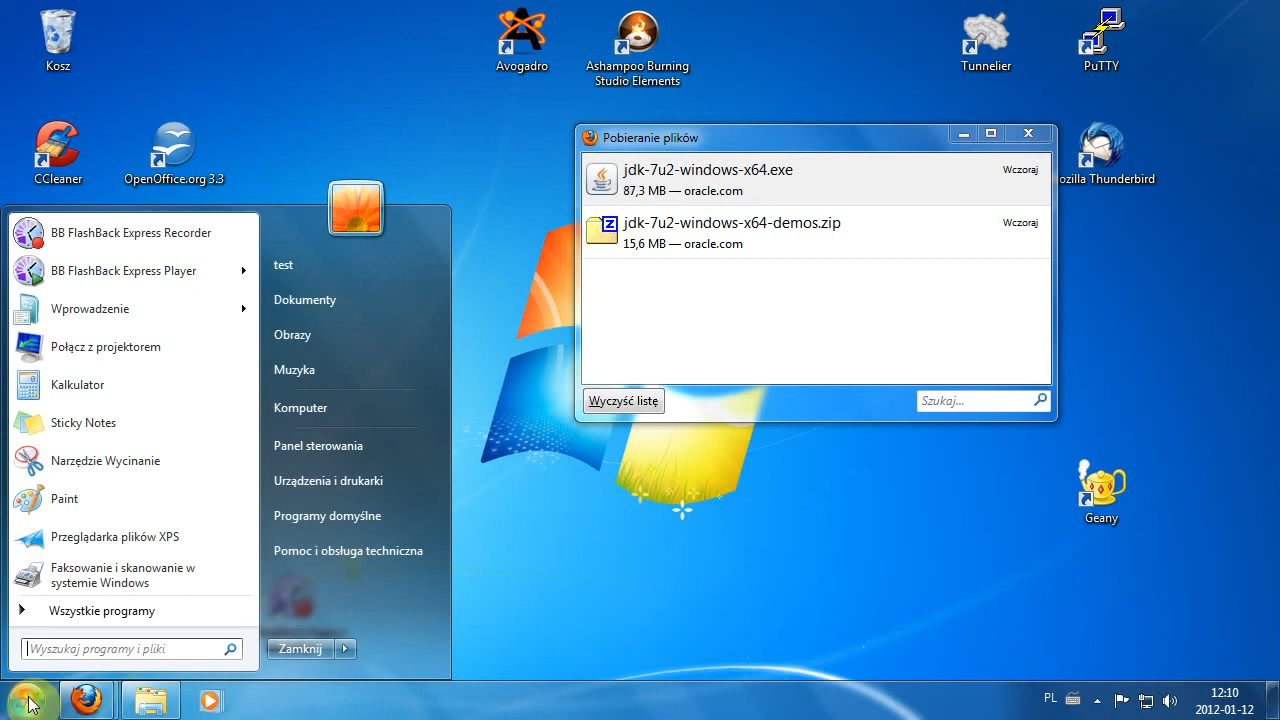 Kosz
Avogadro
Ashampoo Burning
Studio Elements
Tunnelier
PuTTY
CCleaner
OpenOffice.org 3.3
ozilla Thunderbird
Geany
Pobieranie plików
jdk-7u2-windows-x64.exe
Wczoraj
87,3 MB — oracle.com
jdk-7u2-windows-x64-demos.zip
Wczoraj
15,6 MB — oracle.com
Wyczyść listę
Szukaj...
BB FlashBack Express Recorder
BB FlashBack Express Player
Wprowadzenie
Połącz z projektorem
Kalkulator
Sticky Notes
Narzędzie Wycinanie
Paint
Przeglądarka plików XPS
Faksowanie i skanowanie w
systemie Windows
Wszystkie programy
Wyszukaj programy i pliki
test
Dokumenty
Obrazy
Muzyka
Komputer
Panel sterowania
Urządzenia i drukarki
Programy domyślne
Pomoc i obsługa techniczna
Zamknij
PL
12:10
2012-01-12